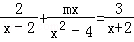 2/(x-2) + mx/(x²-4) = 3/(x+2)